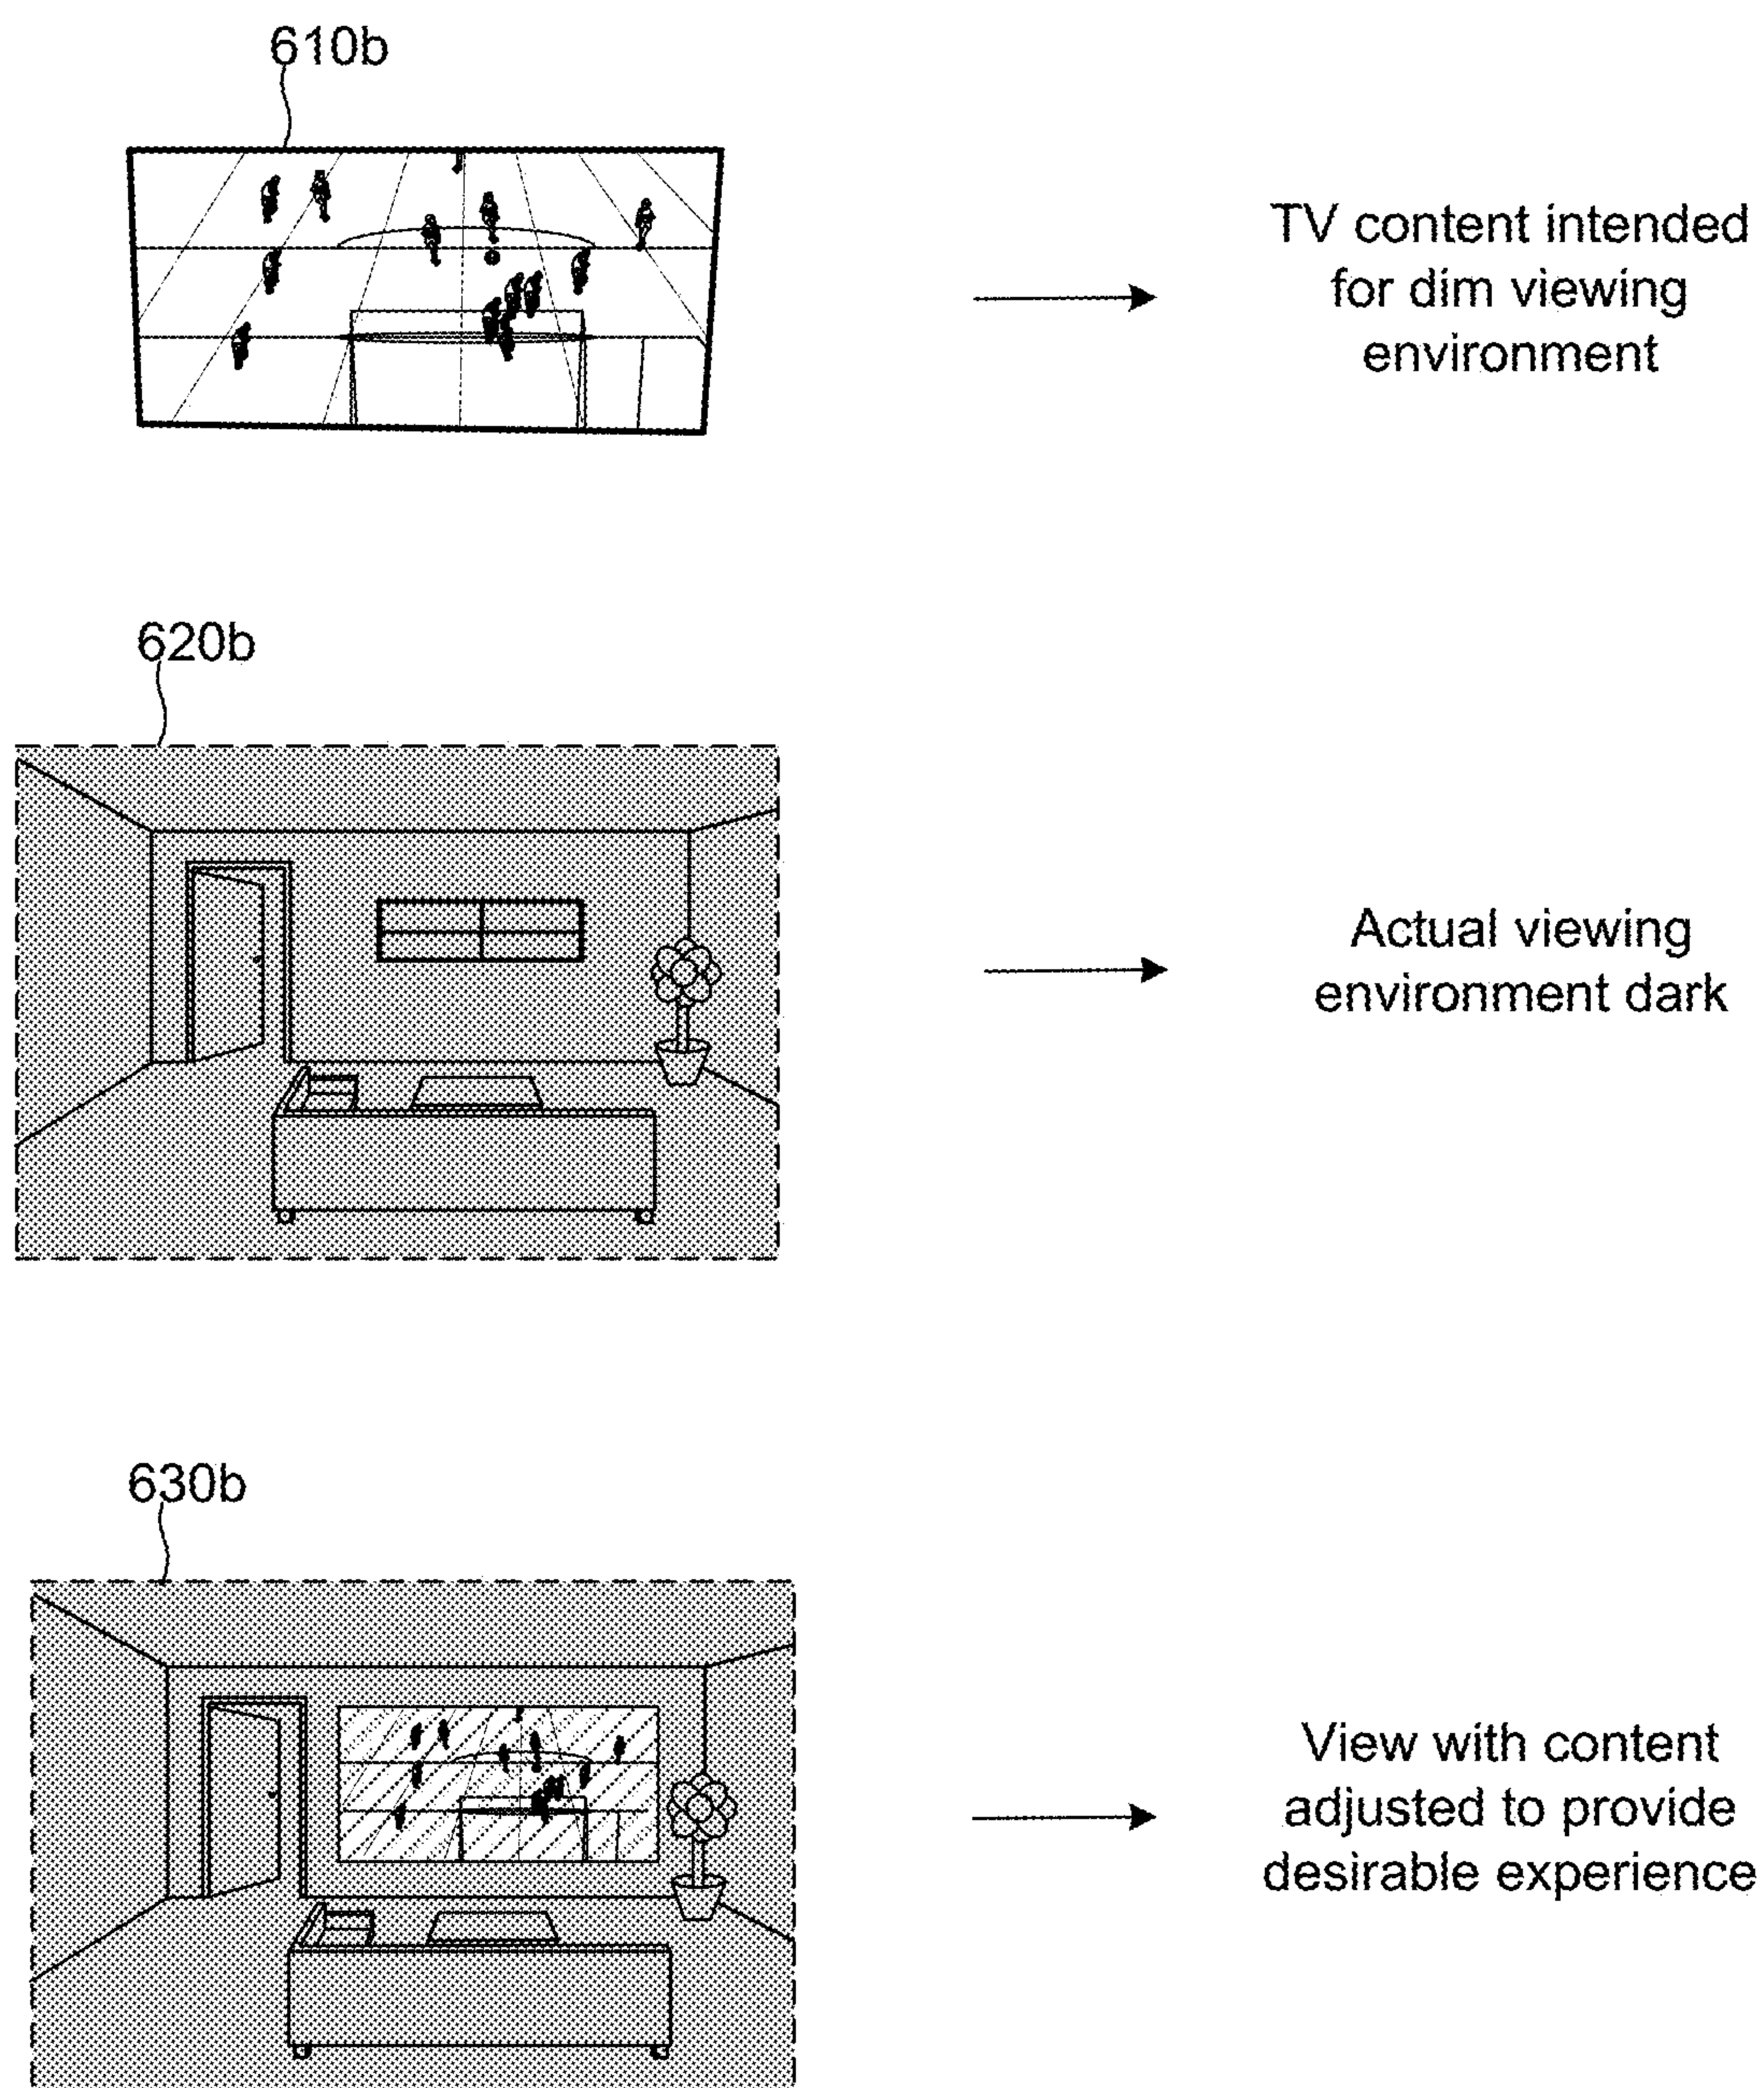 610b
TV content intended
for dim viewing
environment
620b
Actual viewing
environment dark
630b
View with content
adjusted to provide
desirable experience